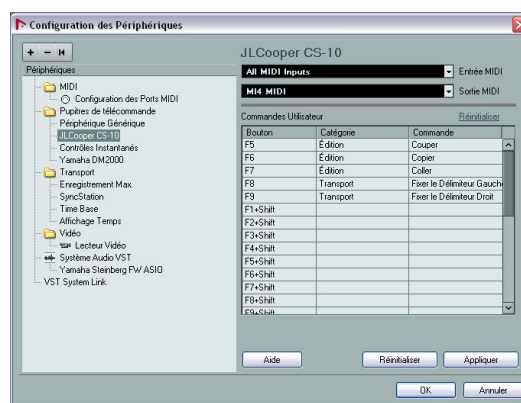 Configuration des Périphériques
Périphériques
MIDI
Configuration des Ports MIDI
Pupitres de télécommande
Périphérique Générique
JLCooper CS-10
Contrôles Instantanés
Yamaha DM2000
Transport
Enregistrement Max.
SyncStation
Time Base
Affichage Temps
Vidéo
Lecteur Vidéo
Système Audio VST
Yamaha Steinberg FW ASIO
VST System Link
JLCooper CS-10
All MIDI Inputs Entrée MIDI
MI4 MIDI Sortie MIDI
Commandes Utilisateur Réinitialiser
Bouton Catégorie Commande
F5 Édition Couper
F6 Édition Copier
F7 Édition Coller
F8 Transport Fixer le Délimiteur Gauch
F9 Transport Fixer le Délimiteur Droit
F1+Shift
F2+Shift
F3+Shift
F4+Shift
F5+Shift
F6+Shift
F7+Shift
F8+Shift
F9+Shift
Aide Réinitialiser Appliquer
OK Annuler